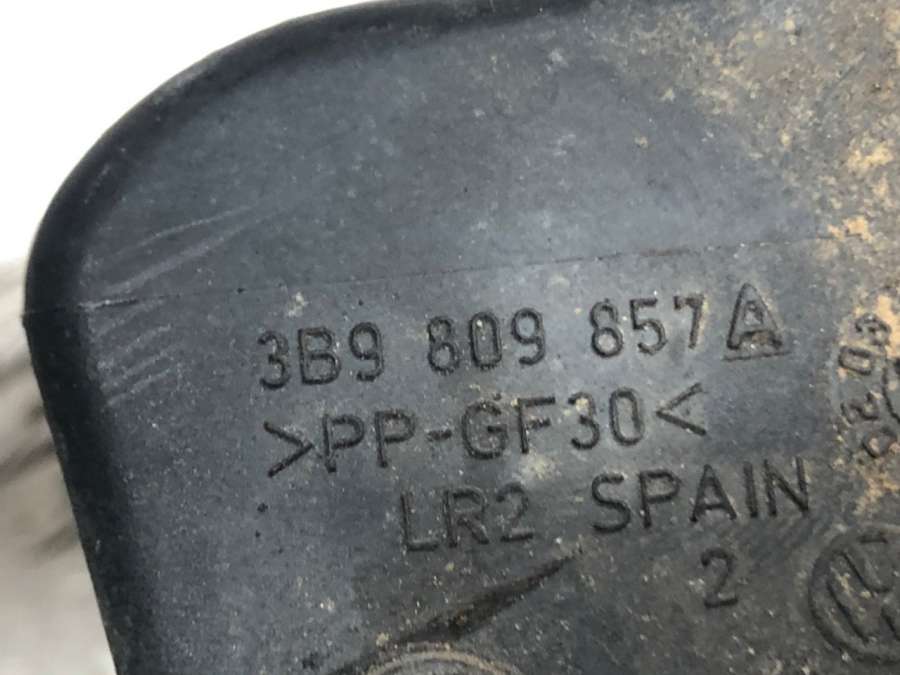 3B9 809 857 A
>PP-GF30<
LR2 SPAIN
2